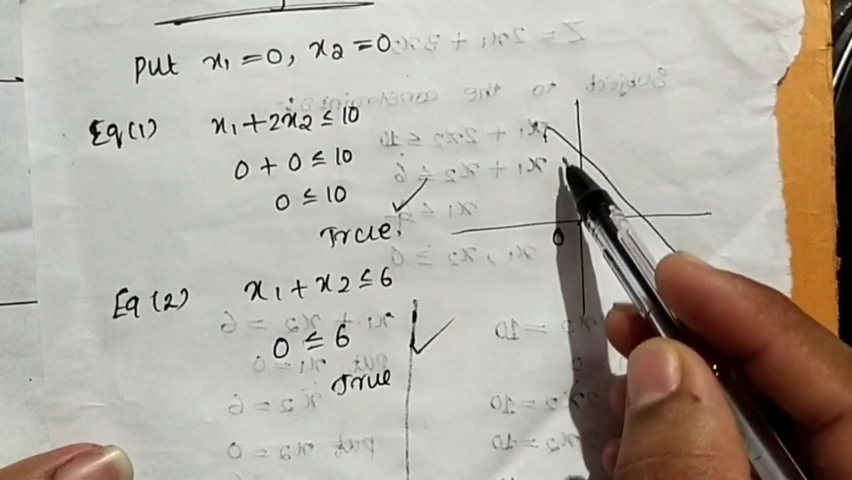 Put x₁ = 0, x₂ = 0
Eq(1) x₁ + 2x₂ ≤ 10
0 + 0 ≤ 10
0 ≤ 10
True.
0
Eq(2) x₁ + x₂ ≤ 6
0 ≤ 6
True